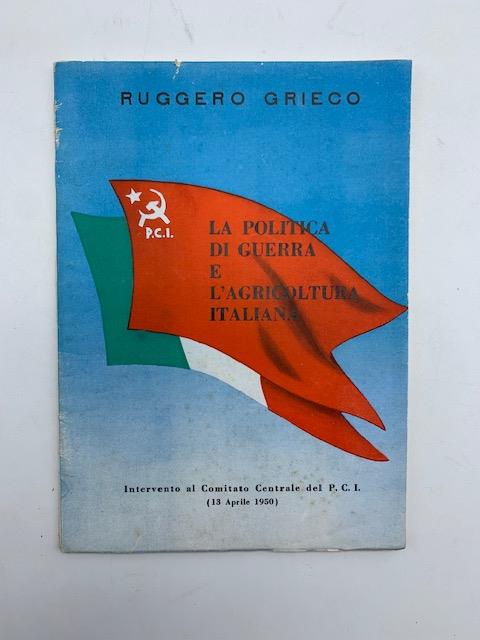 RUGGERO GRIECO
P.C.I.
LA POLITICA
DI GUERRA
E
L'AGRICOLTURA
ITALIANA
Intervento al Comitato Centrale del P. C. I.
(13 Aprile 1950)